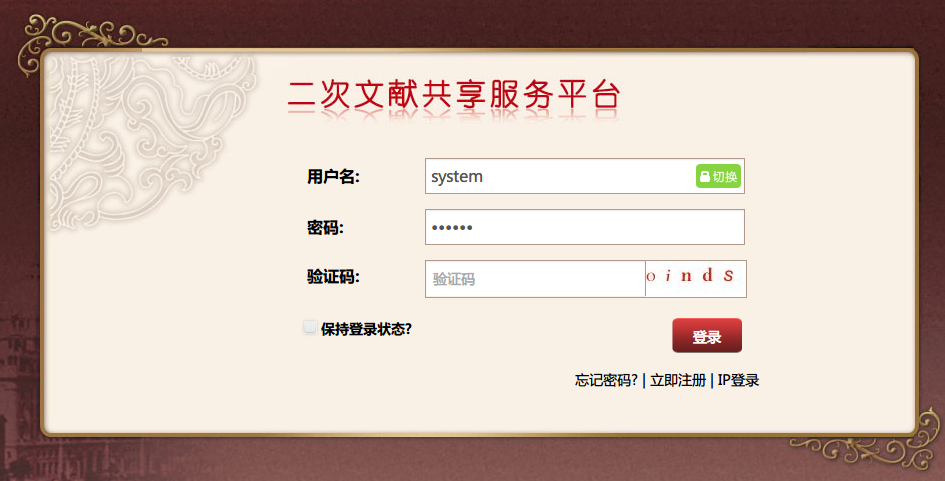 二次文献共享服务平台
用户名: system 切换
密码: ••••••
验证码: 验证码 oinds
保持登录状态? 登录
忘记密码? | 立即注册 | IP登录